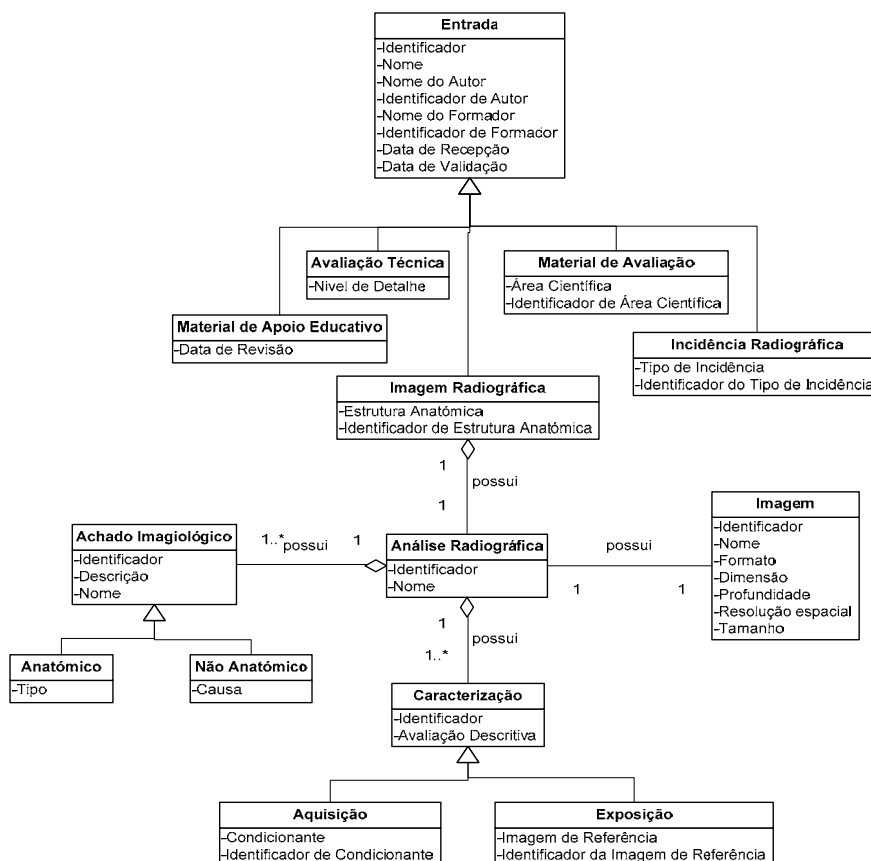 Entrada
-Identificador
-Nome
-Nome do Autor
-Identificador de Autor
-Nome do Formador
-Identificador de Formador
-Data de Recepção
-Data de Validação
Avaliação Técnica
-Nivel de Detalhe
Material de Avaliação
-Área Científica
-Identificador de Área Científica
Material de Apoio Educativo
-Data de Revisão
Incidência Radiográfica
-Tipo de Incidência
-Identificador do Tipo de Incidência
Imagem Radiográfica
-Estrutura Anatómica
-Identificador de Estrutura Anatómica
1
possui
1
Achado Imagiológico
-Identificador
-Descrição
-Nome
1..*
possui
1
Análise Radiográfica
-Identificador
-Nome
possui
1
1
Imagem
-Identificador
-Nome
-Formato
-Dimensão
-Profundidade
-Resolução espacial
-Tamanho
1
possui
1..*
Anatómico
-Tipo
Não Anatómico
-Causa
Caracterização
-Identificador
-Avaliação Descritiva
Aquisição
-Condicionante
-Identificador de Condicionante
Exposição
-Imagem de Referência
-Identificador da Imagem de Referência